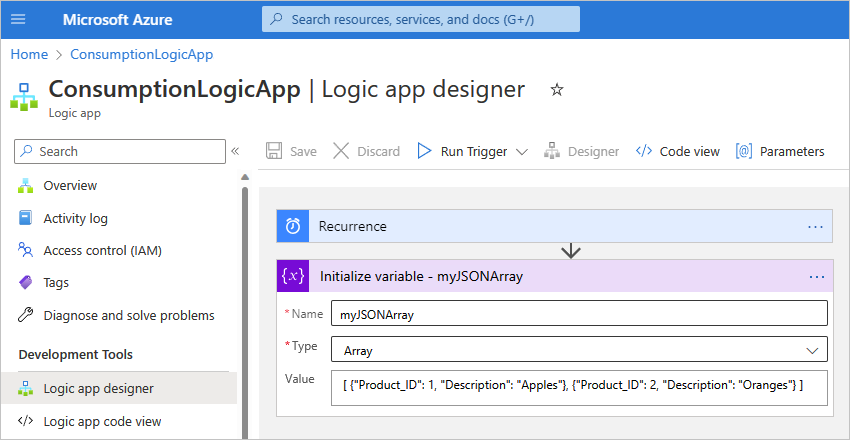 Microsoft Azure
Search resources, services, and docs (G+/)
Home > ConsumptionLogicApp
ConsumptionLogicApp | Logic app designer
Logic app
Search
«
Save
Discard
Run Trigger
Designer
Code view
Parameters
Overview
Activity log
Access control (IAM)
Tags
Diagnose and solve problems
Development Tools
Logic app designer
Logic app code view
Recurrence
...
{x} Initialize variable - myJSONArray
...
*Name
myJSONArray
*Type
Array
Value
[ {"Product_ID": 1, "Description": "Apples"}, {"Product_ID": 2, "Description": "Oranges"} ]